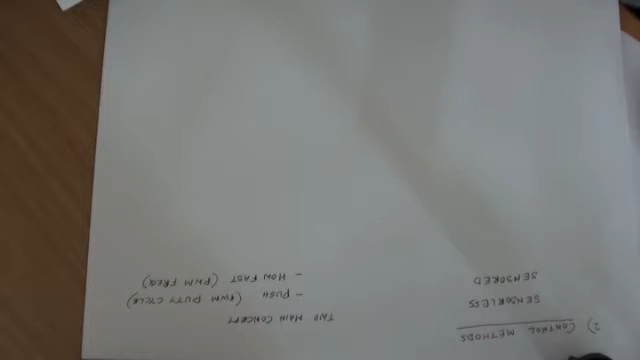 2) CONTROL METHODS
SENSORLESS
SENSORED
TWO MAIN CONCEPT
- PUSH (PWM DUTY CYCLE)
- HOW FAST (PWM FREQ)